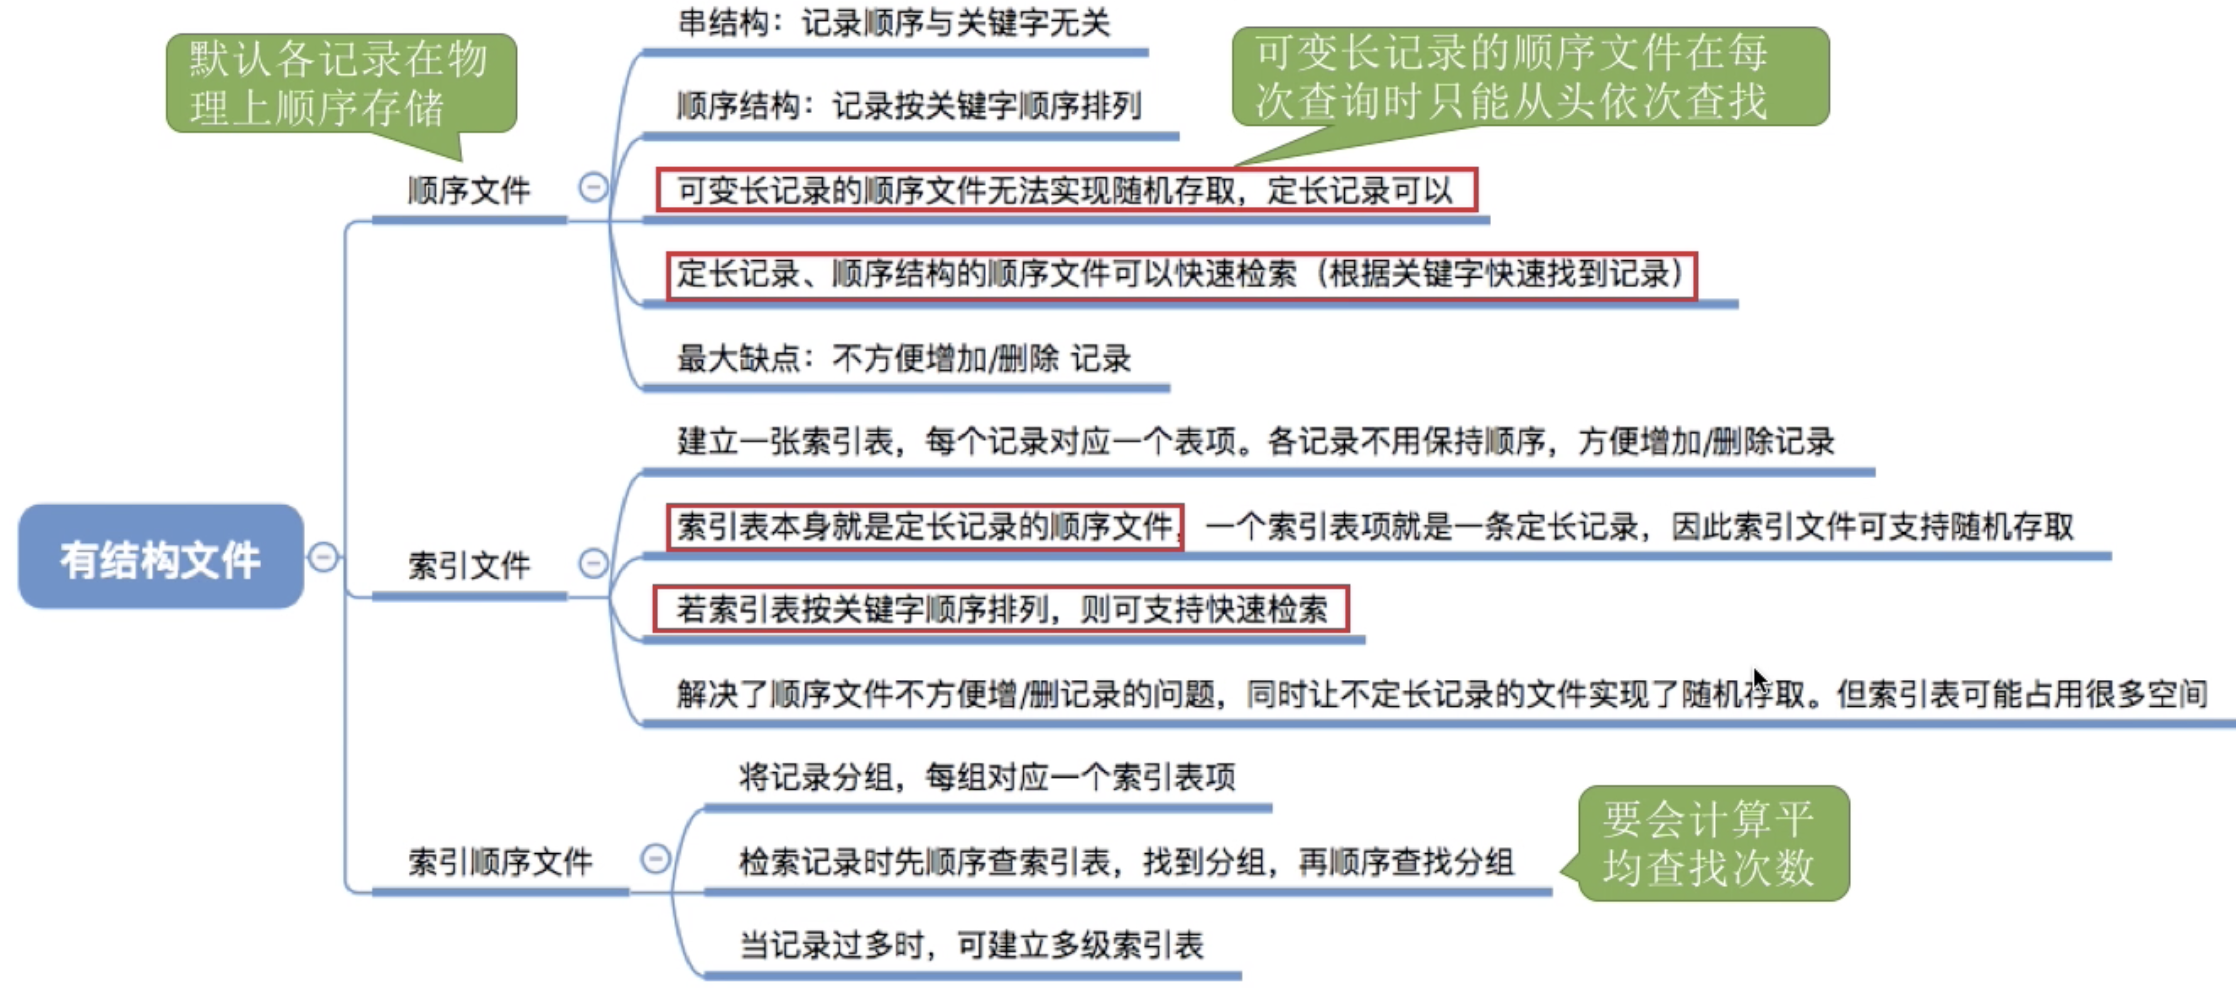 串结构：记录顺序与关键字无关
默认各记录在物
理上顺序存储
可变长记录的顺序文件在每
次查询时只能从头依次查找
顺序结构：记录按关键字顺序排列
顺序文件
可变长记录的顺序文件无法实现随机存取，定长记录可以
定长记录、顺序结构的顺序文件可以快速检索（根据关键字快速找到记录）
最大缺点：不方便增加/删除 记录
有结构文件
索引文件
建立一张索引表，每个记录对应一个表项。各记录不用保持顺序，方便增加/删除记录
索引表本身就是定长记录的顺序文件，一个索引表项就是一条定长记录，因此索引文件可支持随机存取
若索引表按关键字顺序排列，则可支持快速检索
解决了顺序文件不方便增/删记录的问题，同时让不定长记录的文件实现了随机存取。但索引表可能占用很多空间
索引顺序文件
将记录分组，每组对应一个索引表项
检索记录时先顺序查索引表，找到分组，再顺序查找分组
要会计算平
均查找次数
当记录过多时，可建立多级索引表